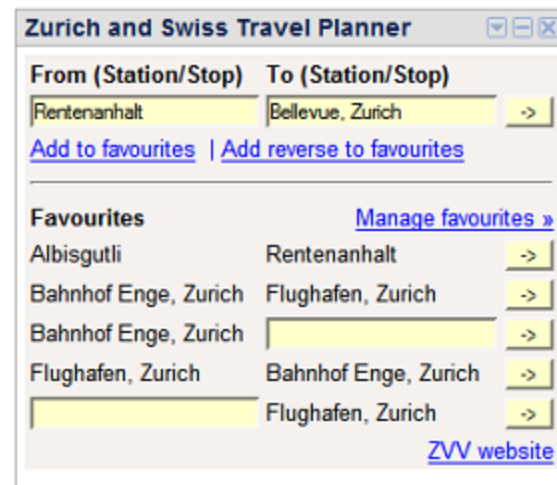 Zurich and Swiss Travel Planner
From (Station/Stop) To (Station/Stop)
Rentenanhalt Bellevue, Zurich ->
Add to favourites | Add reverse to favourites
Favourites Manage favourites »
Albisgutli Rentenanhalt ->
Bahnhof Enge, Zurich Flughafen, Zurich ->
Bahnhof Enge, Zurich ->
Flughafen, Zurich Bahnhof Enge, Zurich ->
Flughafen, Zurich ->
ZVV website